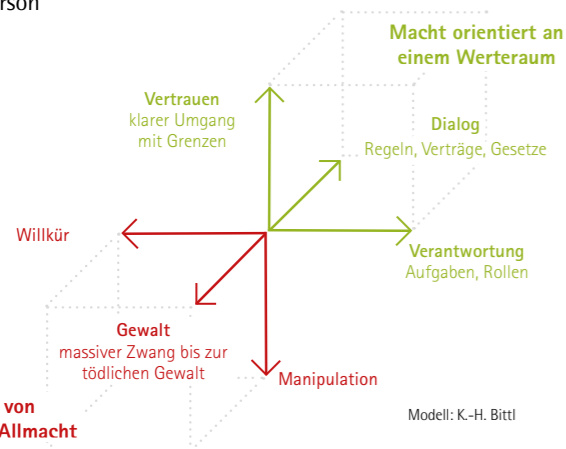 Macht orientiert an
einem Werteraum
Vertrauen
klarer Umgang
mit Grenzen
Dialog
Regeln, Verträge, Gesetze
Willkür
Verantwortung
Aufgaben, Rollen
Gewalt
massiver Zwang bis zur
tödlichen Gewalt
Manipulation
von
Allmacht
Modell: K.-H. Bittl